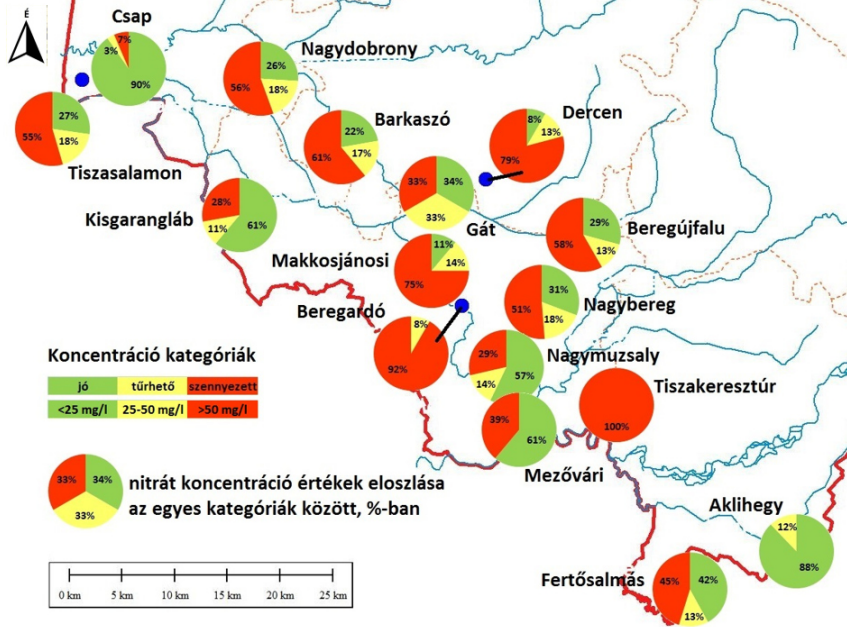 É
Csap
7%
3%
90%
Nagydobrony
26%
56%
18%
27%
55%
18%
Tiszasalamon
Barkaszó
22%
61%
17%
Dercen
8%
13%
79%
33%
34%
33%
Gát
28%
11%
61%
Kisgarangláb
29%
58%
13%
Beregújfalu
Makkosjánosi
11%
14%
75%
31%
51%
18%
Nagybereg
Beregardó
8%
92%
Nagymuzsaly
29%
57%
14%
Tiszakeresztúr
100%
39%
61%
Mezővári
Koncentráció kategóriák
jó tűrhető szennyezett
<25 mg/l 25-50 mg/l >50 mg/l
33% 34%
33%
nitrát koncentráció értékek eloszlása
az egyes kategóriák között, %-ban
Aklihegy
12%
88%
Fertősalmás
45% 42%
13%
0 km 5 km 10 km 15 km 20 km 25 km